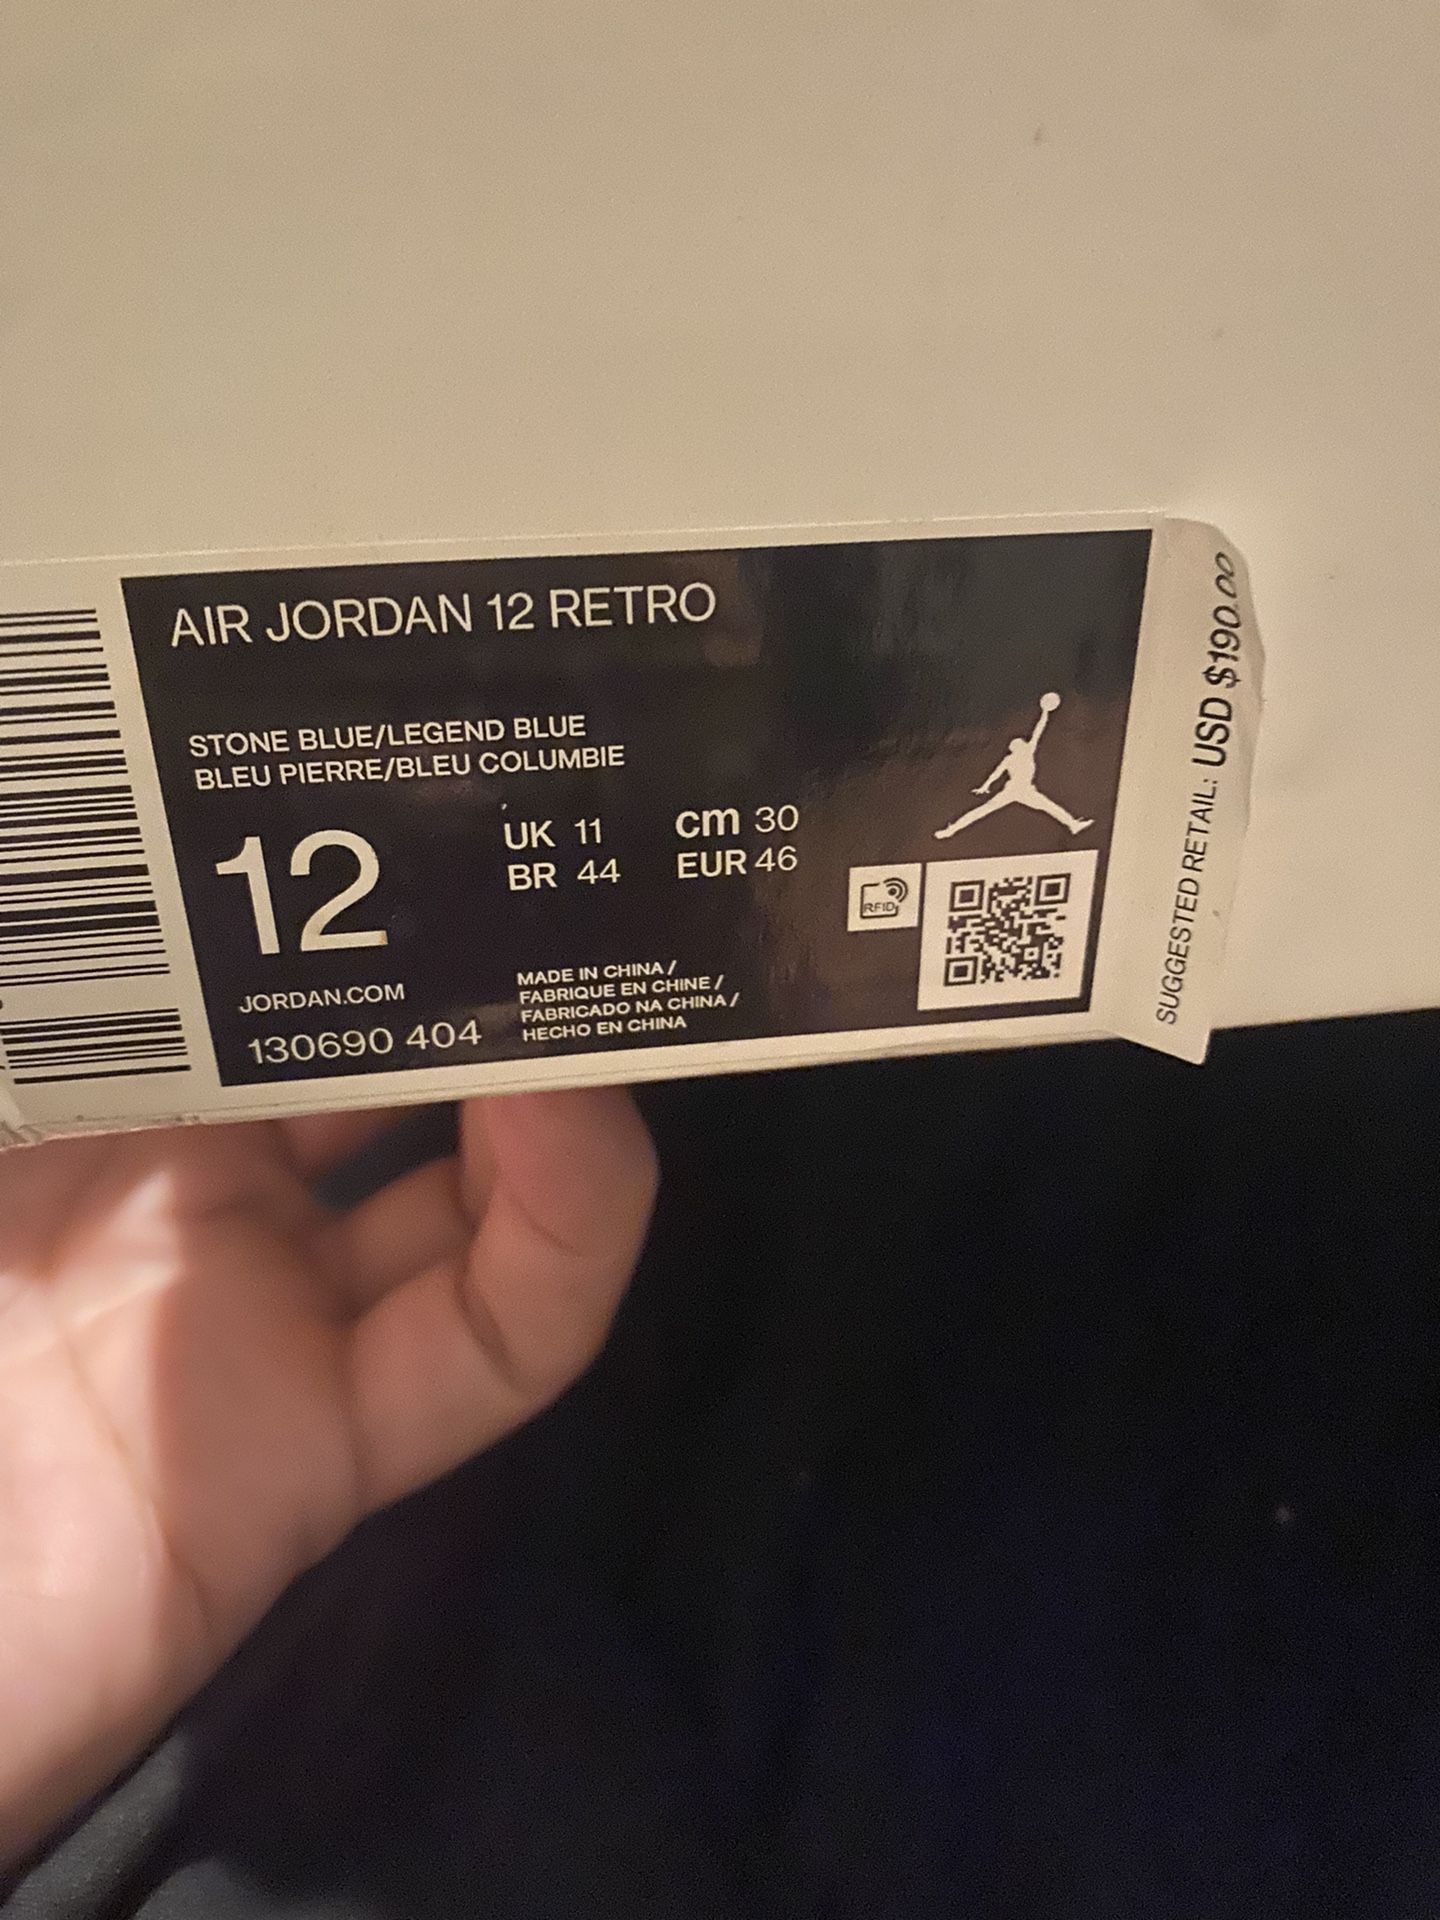 AIR JORDAN 12 RETRO
STONE BLUE/LEGEND BLUE
BLEU PIERRE/BLEU COLUMBIE
12
UK 11
BR 44
cm 30
EUR 46
JORDAN.COM
130690 404
MADE IN CHINA /
FABRIQUE EN CHINE /
FABRICADO NA CHINA /
HECHO EN CHINA
RFID
SUGGESTED RETAIL: USD $190.00